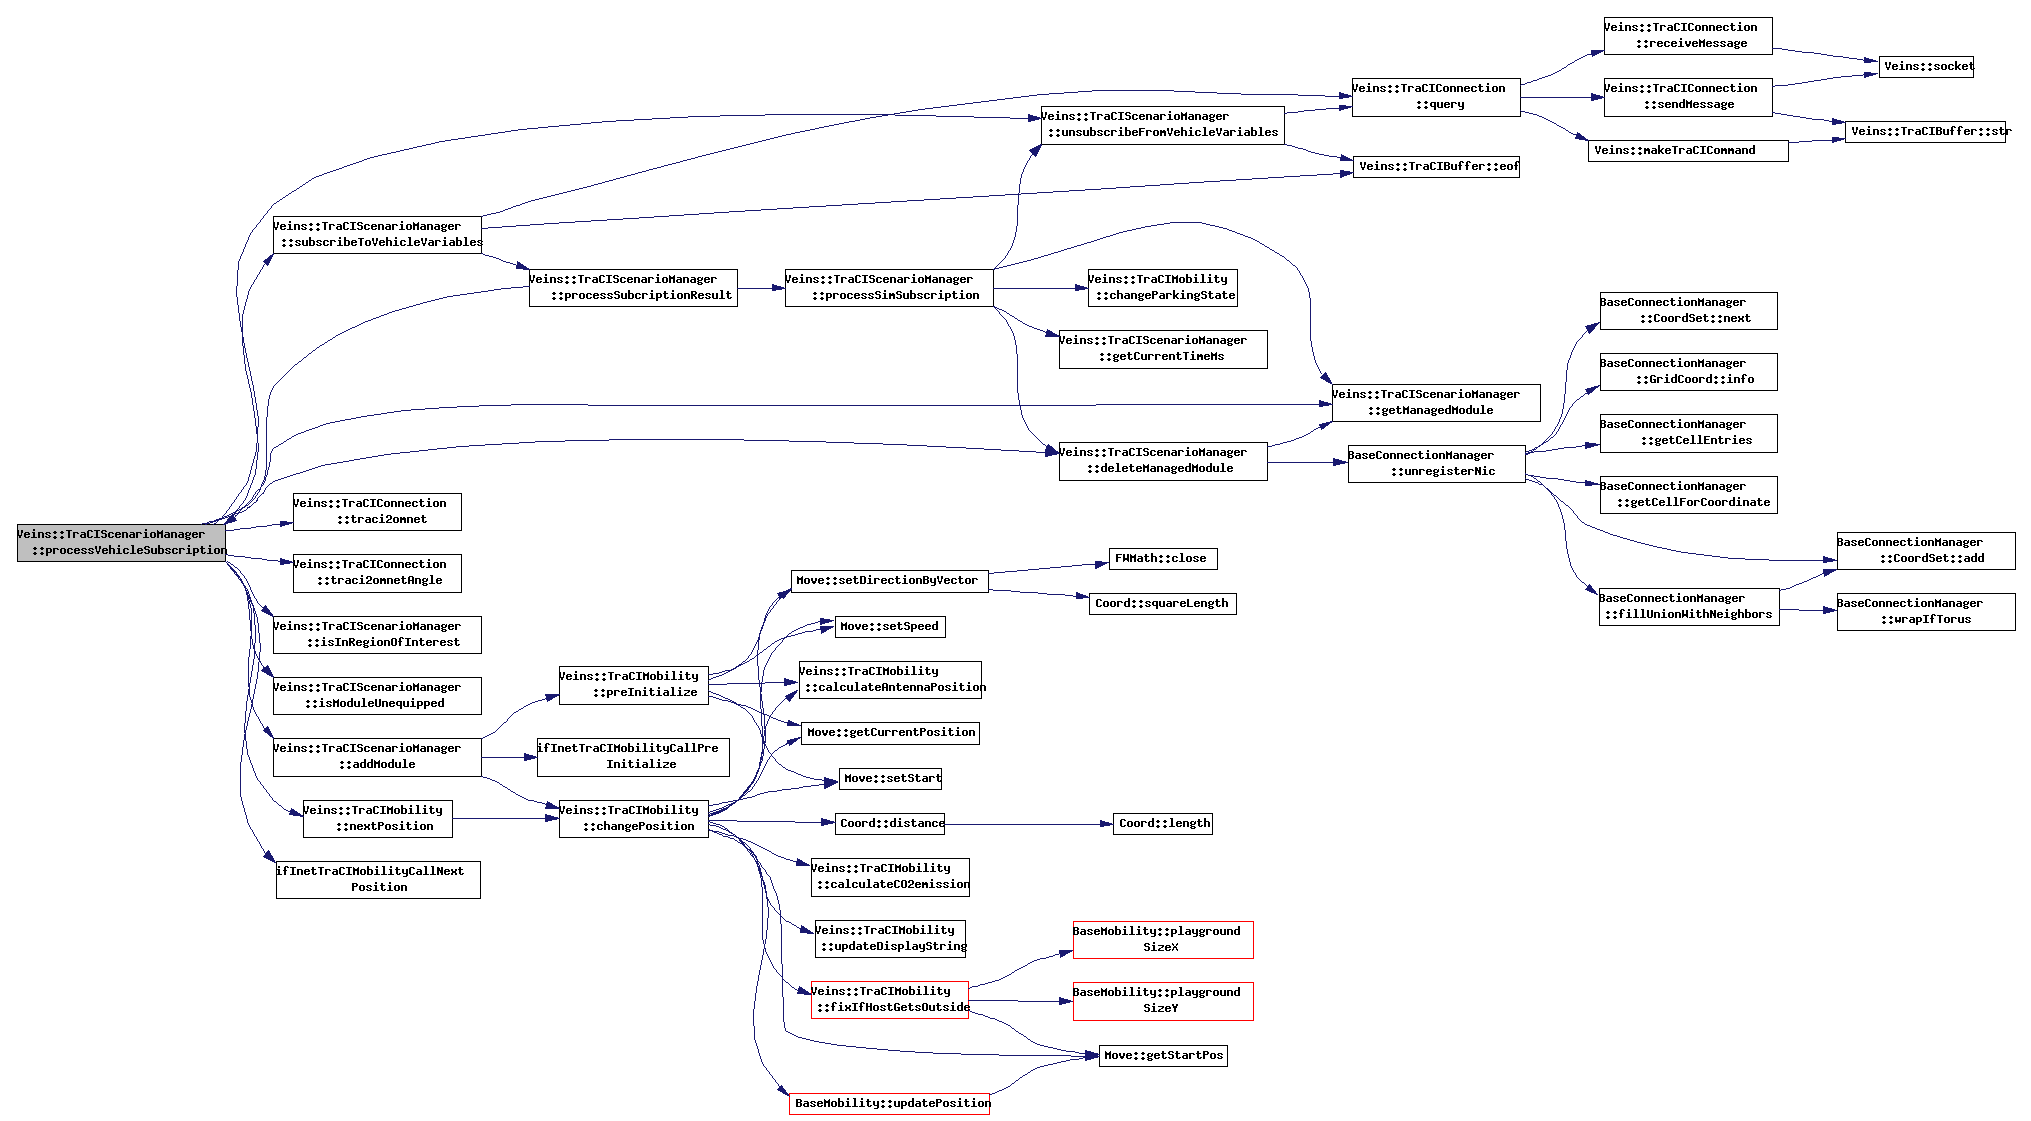 Veins::TraCIScenarioManager
::processVehicleSubscription
Veins::TraCIScenarioManager
::subscribeToVehicleVariables
Veins::TraCIConnection
::traci2omnet
Veins::TraCIConnection
::traci2omnetAngle
Veins::TraCIScenarioManager
::isInRegionOfInterest
Veins::TraCIScenarioManager
::isModuleUnequipped
Veins::TraCIScenarioManager
::addModule
Veins::TraCIMobility
::nextPosition
ifInetTraCIMobilityCallNext
Position
Veins::TraCIScenarioManager
::processSubcriptionResult
Veins::TraCIMobility
::preInitialize
ifInetTraCIMobilityCallPre
Initialize
Veins::TraCIMobility
::changePosition
Veins::TraCIScenarioManager
::processSimSubscription
Move::setDirectionByVector
Move::setSpeed
Veins::TraCIMobility
::calculateAntennaPosition
Move::getCurrentPosition
Move::setStart
Coord::distance
Veins::TraCIMobility
::calculateCO2emission
Veins::TraCIMobility
::updateDisplayString
Veins::TraCIMobility
::fixIfHostGetsOutside
BaseMobility::updatePosition
Veins::TraCIScenarioManager
::unsubscribeFromVehicleVariables
Veins::TraCIMobility
::changeParkingState
Veins::TraCIScenarioManager
::getCurrentTimeMs
Veins::TraCIScenarioManager
::deleteManagedModule
FWMath::close
Coord::squareLength
Coord::length
BaseMobility::playground
SizeX
BaseMobility::playground
SizeY
Move::getStartPos
Veins::TraCIConnection
::query
Veins::TraCIBuffer::eof
Veins::TraCIScenarioManager
::getManagedModule
BaseConnectionManager
::unregisterNic
Veins::TraCIConnection
::receiveMessage
Veins::TraCIConnection
::sendMessage
Veins::makeTraCICommand
BaseConnectionManager
::CoordSet::next
BaseConnectionManager
::GridCoord::info
BaseConnectionManager
::getCellEntries
BaseConnectionManager
::getCellForCoordinate
BaseConnectionManager
::fillUnionWithNeighbors
Veins::socket
Veins::TraCIBuffer::str
BaseConnectionManager
::CoordSet::add
BaseConnectionManager
::wrapIfTorus